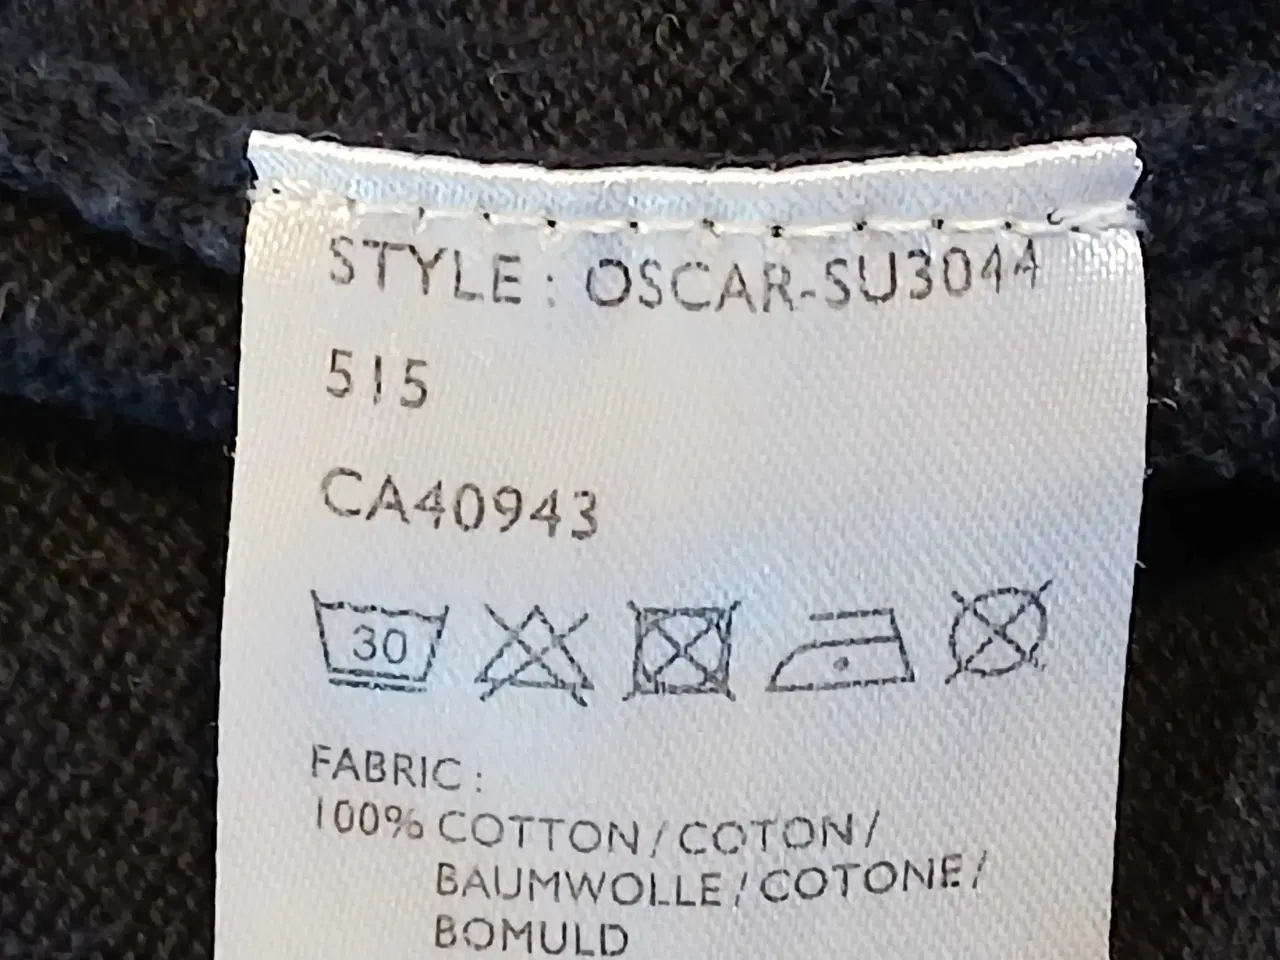 STYLE : OSCAR-SU3044
515
CA40943
30
FABRIC :
100% COTTON / COTON /
BAUMWOLLE / COTONE /
BOMULD